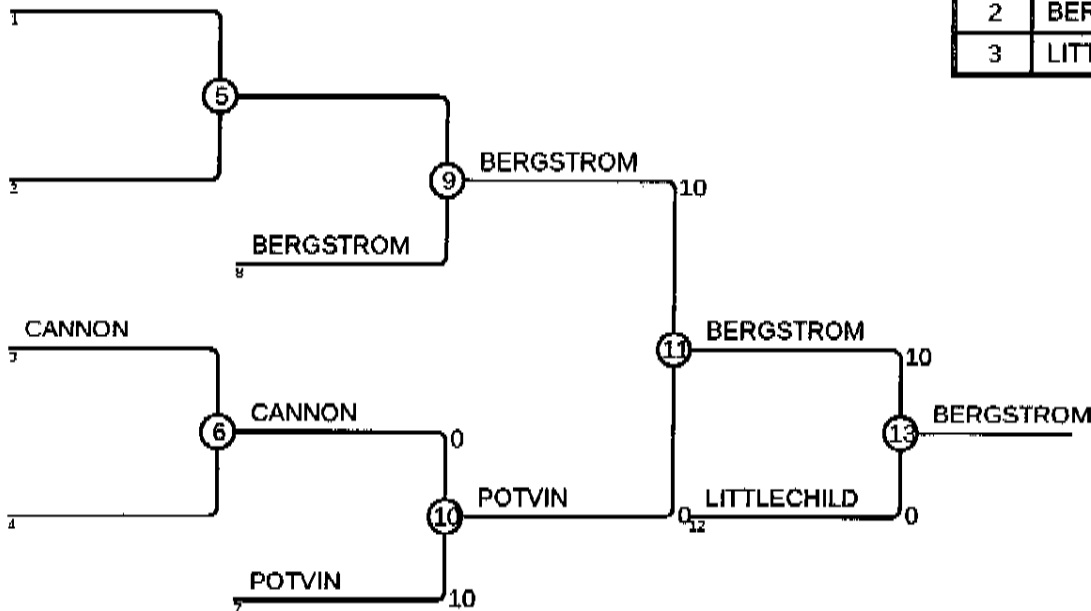 1
2 BER
3 LITT
5
2
BERGSTROM
9
10
BERGSTROM
8
CANNON
3
BERGSTROM
11
10
CANNON
6
0
BERGSTROM
13
4
POTVIN
10
0
12
LITTLECHILD
0
POTVIN
7
10